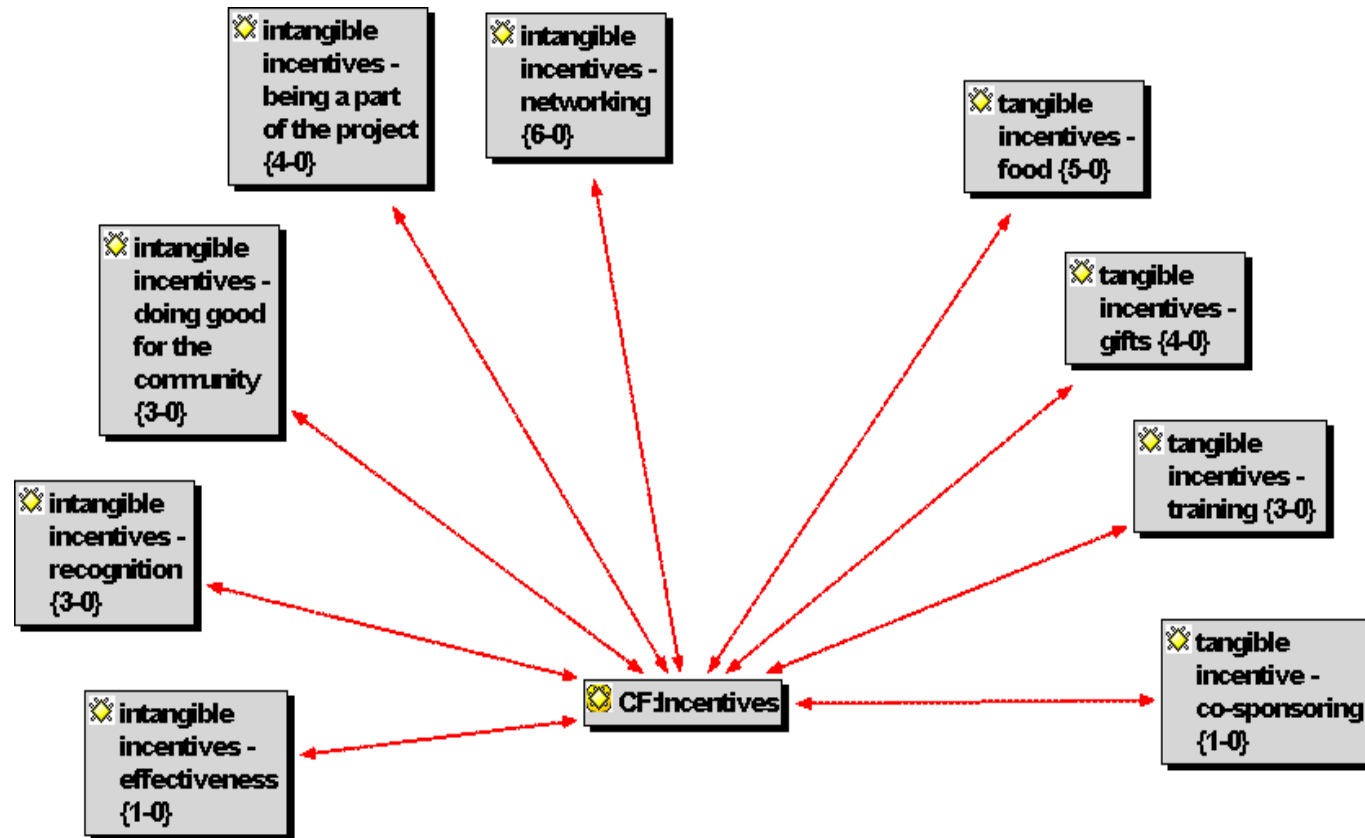 intangible
incentives -
being a part
of the project
{4-0}
intangible
incentives -
networking
{6-0}
tangible
incentives -
food {5-0}
intangible
incentives -
doing good
for the
community
{3-0}
tangible
incentives -
gifts {4-0}
tangible
incentives -
training {3-0}
intangible
incentives -
recognition
{3-0}
tangible
incentive -
co-sponsoring
{1-0}
CF:Incentives
intangible
incentives -
effectiveness
{1-0}